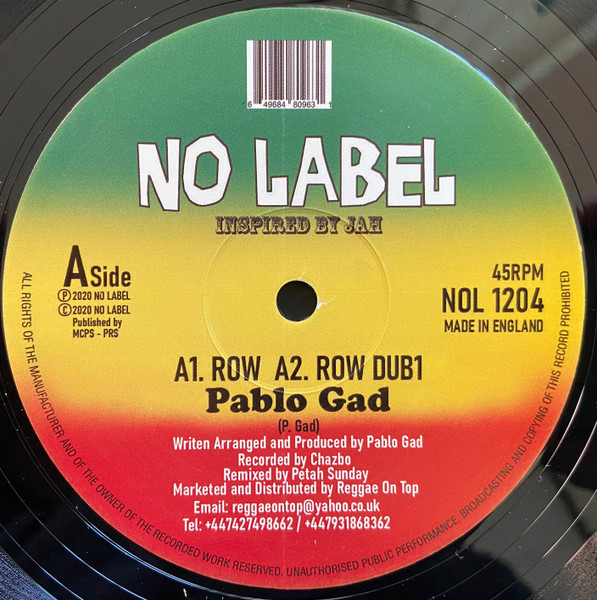 6 49684 80963 1
NO LABEL
INSPIRED BY JAH
A Side
Ⓟ 2020 NO LABEL
Ⓒ 2020 NO LABEL
Published by
MCPS - PRS
45RPM
NOL 1204
MADE IN ENGLAND
A1. ROW A2. ROW DUB1
Pablo Gad
(P. Gad)
Writen Arranged and Produced by Pablo Gad
Recorded by Chazbo
Remixed by Petah Sunday
Marketed and Distributed by Reggae On Top
Email: reggaeontop@yahoo.co.uk
Tel: +447427498662 / +447931868362
ALL RIGHTS OF THE MANUFACTURER AND OF THE OWNER OF THE RECORDED WORK RESERVED. UNAUTHORISED PUBLIC PERFORMANCE, BROADCASTING AND COPYING OF THIS RECORD PROHIBITED